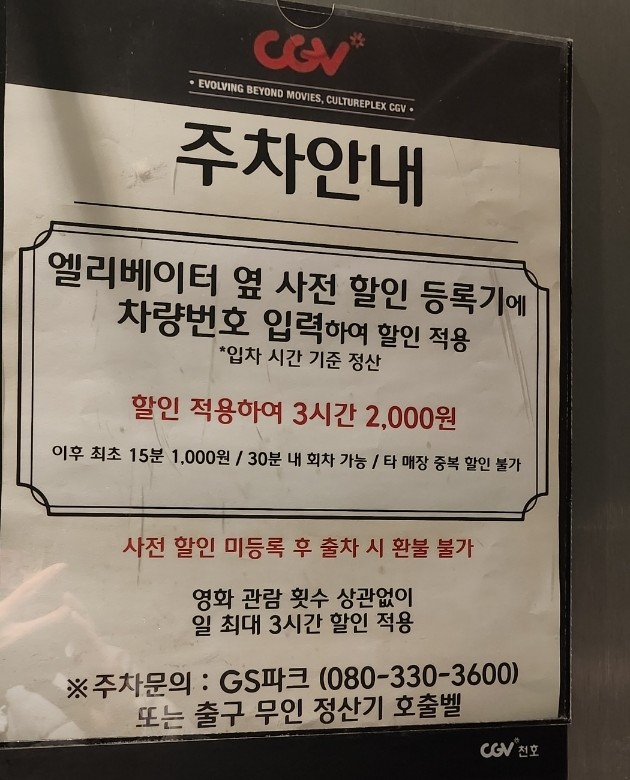 CGV
• EVOLVING BEYOND MOVIES, CULTUREPLEX CGV •
주차안내
엘리베이터 옆 사전 할인 등록기에
차량번호 입력하여 할인 적용
*입차 시간 기준 정산
할인 적용하여 3시간 2,000원
이후 최초 15분 1,000원 / 30분 내 회차 가능 / 타 매장 중복 할인 불가
사전 할인 미등록 후 출차 시 환불 불가
영화 관람 횟수 상관없이
일 최대 3시간 할인 적용
※주차문의 : GS파크 (080-330-3600)
또는 출구 무인 정산기 호출벨
CGV 천호